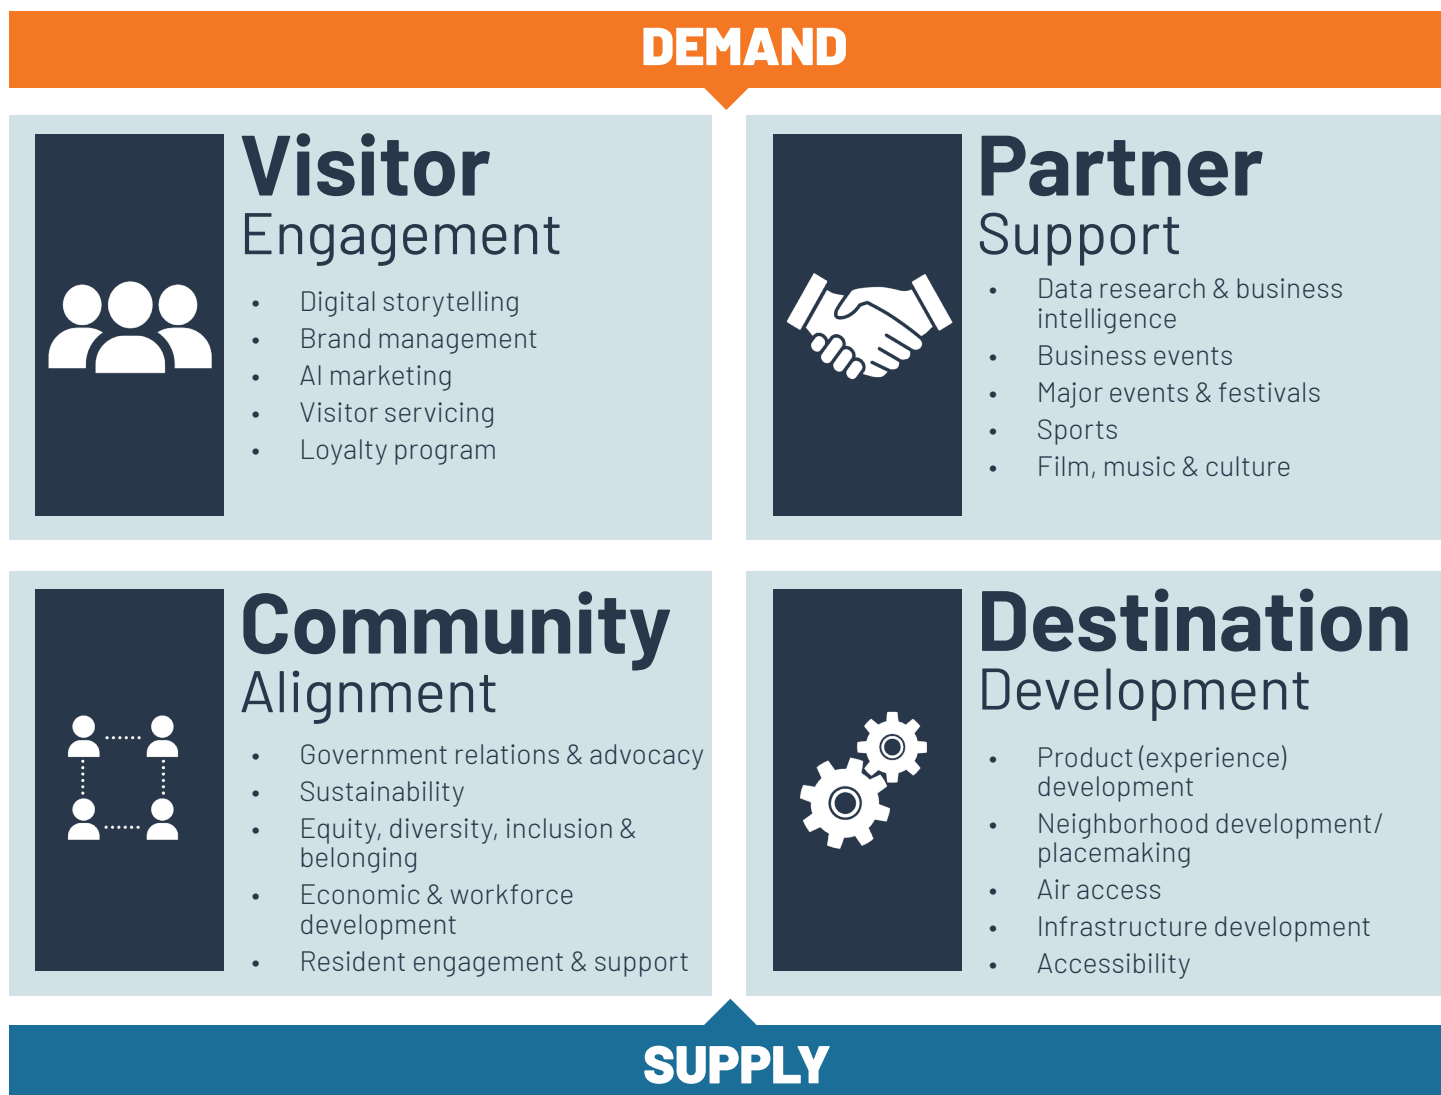 DEMAND
Visitor
Engagement
• Digital storytelling
• Brand management
• AI marketing
• Visitor servicing
• Loyalty program
Partner
Support
• Data research & business
intelligence
• Business events
• Major events & festivals
• Sports
• Film, music & culture
Community
Alignment
• Government relations & advocacy
• Sustainability
• Equity, diversity, inclusion &
belonging
• Economic & workforce
development
• Resident engagement & support
Destination
Development
• Product (experience)
development
• Neighborhood development/
placemaking
• Air access
• Infrastructure development
• Accessibility
SUPPLY